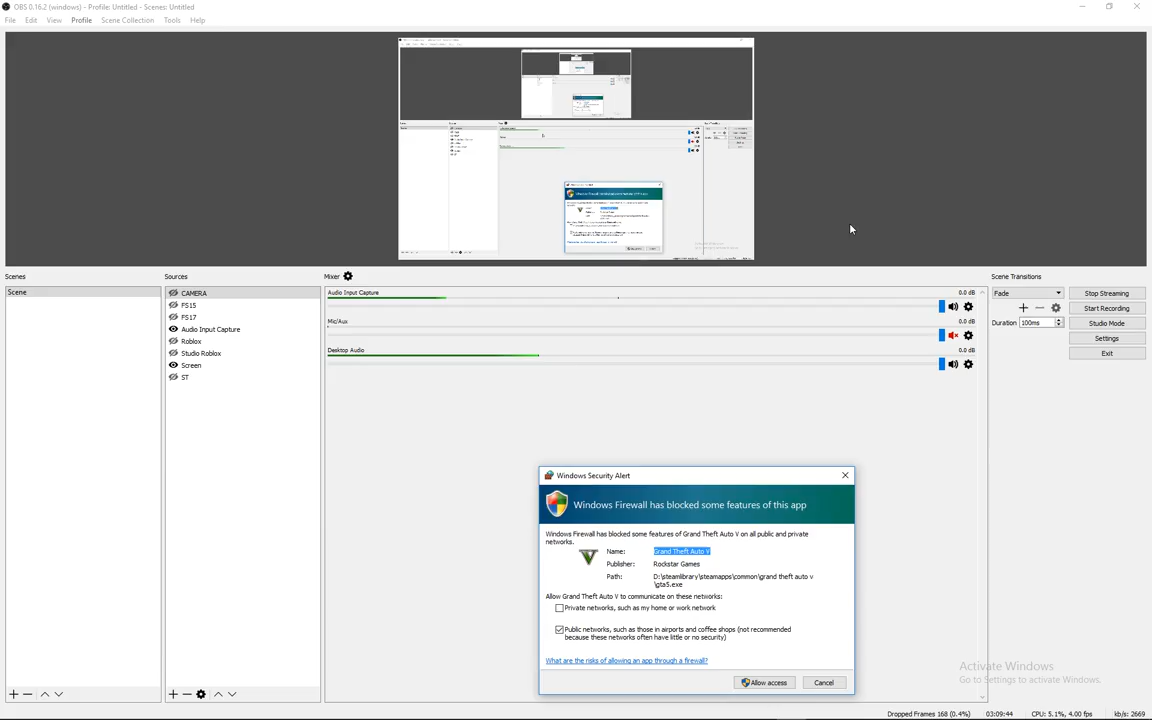 OBS 0.16.2 (windows) - Profile: Untitled - Scenes: Untitled
File Edit View Profile Scene Collection Tools Help
Scenes Sources Mixer Scene Transitions
Scene
CAMERA
FS15
FS17
Audio Input Capture
Roblox
Studio Roblox
Screen
ST
Audio Input Capture 0.0 dB
Mic/Aux 0.0 dB
Desktop Audio 0.0 dB
Fade
Duration 100ms
Stop Streaming
Start Recording
Studio Mode
Settings
Exit
Windows Security Alert
Windows Firewall has blocked some features of this app
Windows Firewall has blocked some features of Grand Theft Auto V on all public and private
networks.
Name: Grand Theft Auto V
Publisher: Rockstar Games
Path: D:\steamlibrary\steamapps\common\grand theft auto v
\gta5.exe
Allow Grand Theft Auto V to communicate on these networks:
Private networks, such as my home or work network
Public networks, such as those in airports and coffee shops (not recommended
because these networks often have little or no security)
What are the risks of allowing an app through a firewall?
Allow access Cancel
Activate Windows
Go to Settings to activate Windows.
Dropped Frames 168 (0.4%) 03:09:44 CPU: 5.1%, 4.00 fps kb/s: 2669